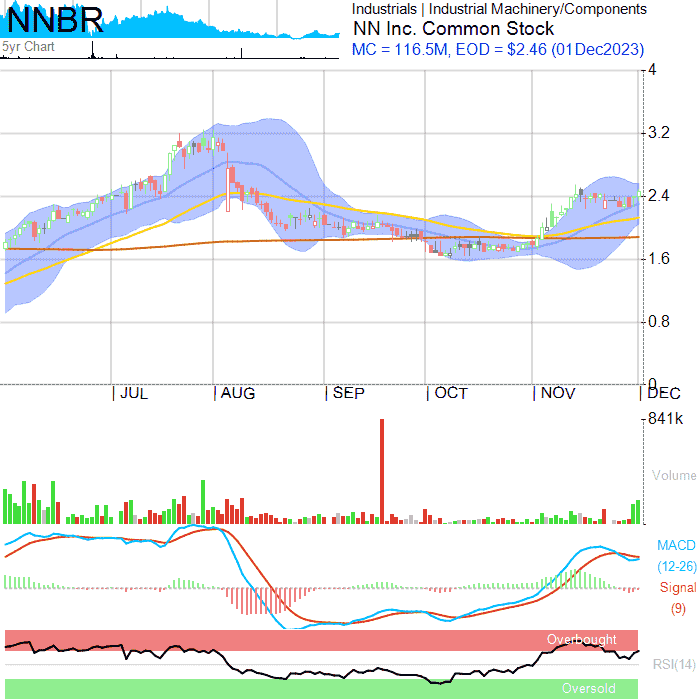 NNBR
5yr Chart
Industrials | Industrial Machinery/Components
NN Inc. Common Stock
MC = 116.5M, EOD = $2.46 (01Dec2023)
4
3.2
2.4
1.6
0.8
0
| JUL | AUG | SEP | OCT | NOV | DEC
841k
Volume
MACD
(12-26)
Signal
(9)
Overbought
RSI(14)
Oversold